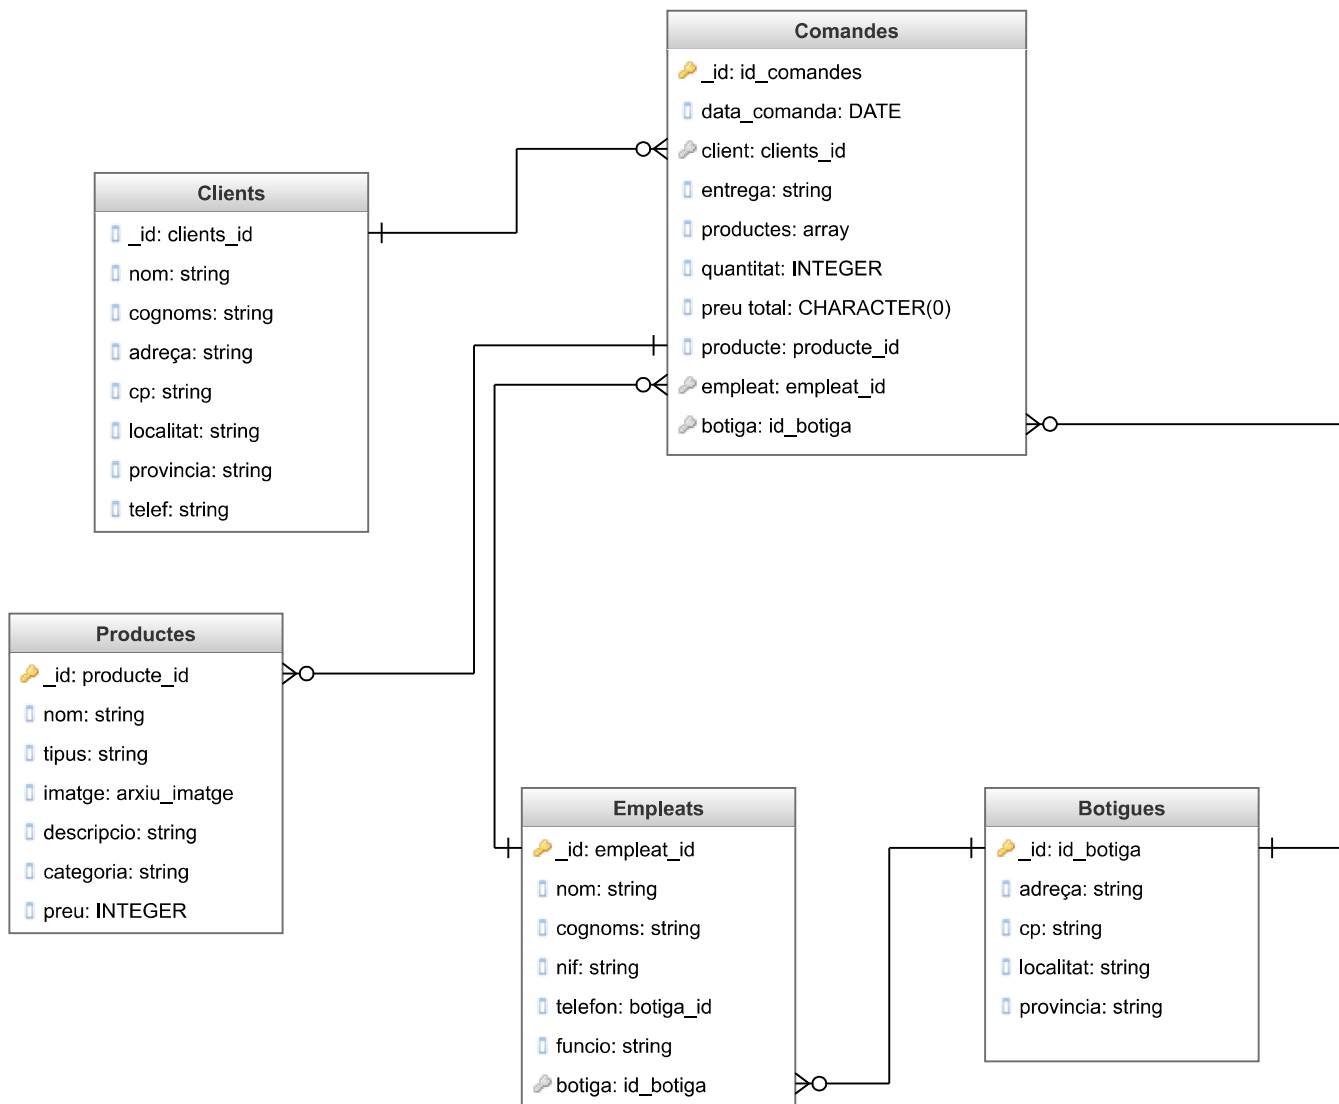 Comandes
_id: id_comandes
data_comanda: DATE
client: clients_id
entrega: string
productes: array
quantitat: INTEGER
preu total: CHARACTER(0)
producte: producte_id
empleat: empleat_id
botiga: id_botiga
Clients
_id: clients_id
nom: string
cognoms: string
adreça: string
cp: string
localitat: string
provincia: string
telef: string
Productes
_id: producte_id
nom: string
tipus: string
imatge: arxiu_imatge
descripcio: string
categoria: string
preu: INTEGER
Empleats
_id: empleat_id
nom: string
cognoms: string
nif: string
telefon: botiga_id
funcio: string
botiga: id_botiga
Botigues
_id: id_botiga
adreça: string
cp: string
localitat: string
provincia: string